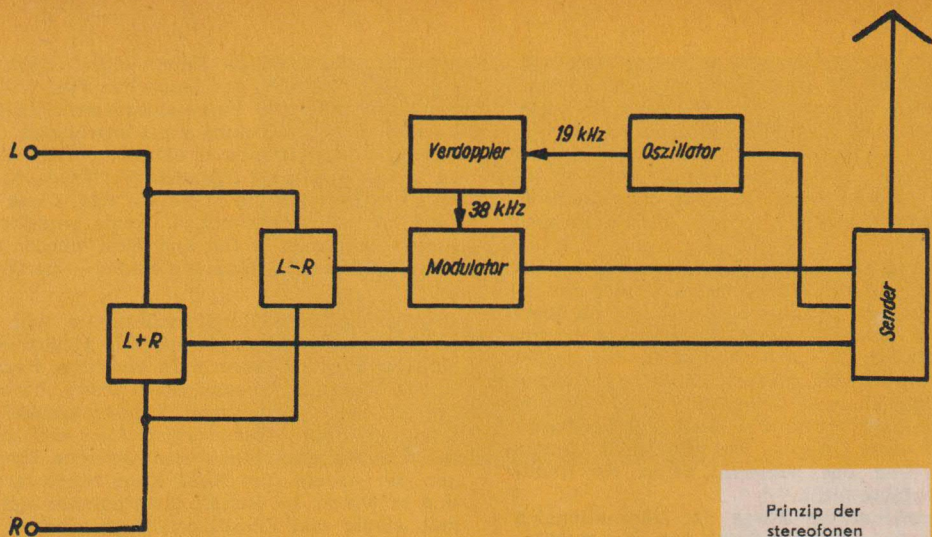 L
Verdoppler
19 kHz
Oszillator
38 kHz
L-R
Modulator
Sender
L+R
R
Prinzip der
stereofonen